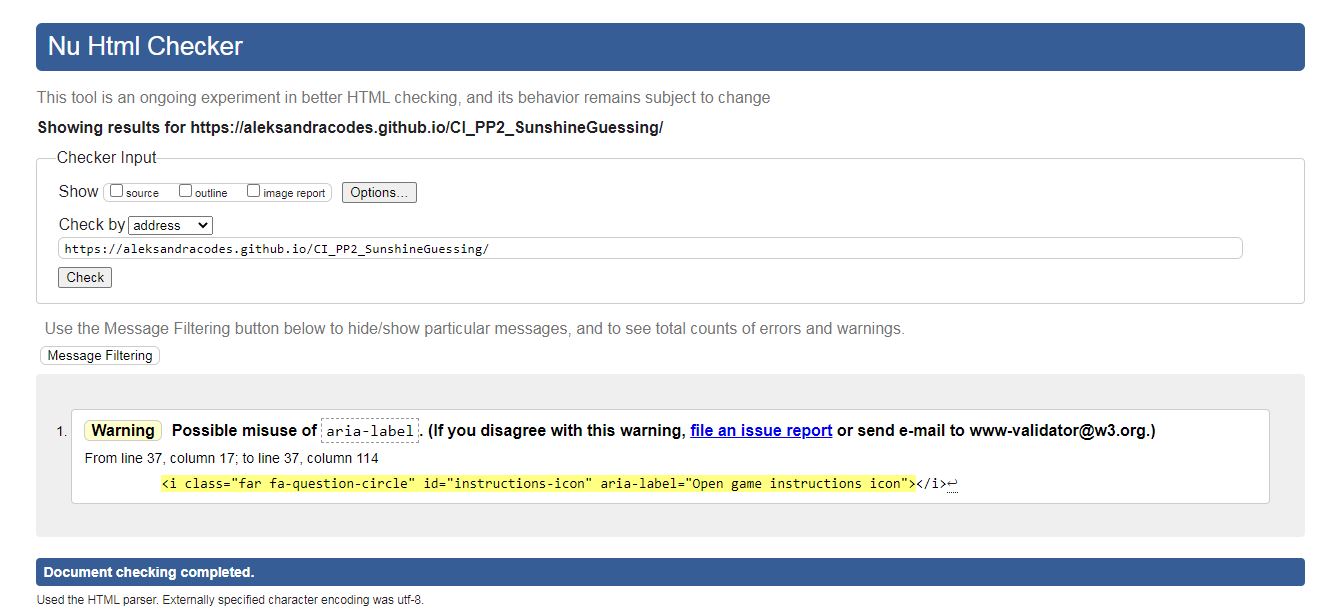 Nu Html Checker
This tool is an ongoing experiment in better HTML checking, and its behavior remains subject to change
Showing results for https://aleksandracodes.github.io/CI_PP2_SunshineGuessing/
Checker Input
Show source outline image report Options...
Check by address
https://aleksandracodes.github.io/CI_PP2_SunshineGuessing/
Check
Use the Message Filtering button below to hide/show particular messages, and to see total counts of errors and warnings.
Message Filtering
1. Warning Possible misuse of aria-label. (If you disagree with this warning, file an issue report or send e-mail to www-validator@w3.org.)
From line 37, column 17; to line 37, column 114
<i class="far fa-question-circle" id="instructions-icon" aria-label="Open game instructions icon"></i>↩
Document checking completed.
Used the HTML parser. Externally specified character encoding was utf-8.